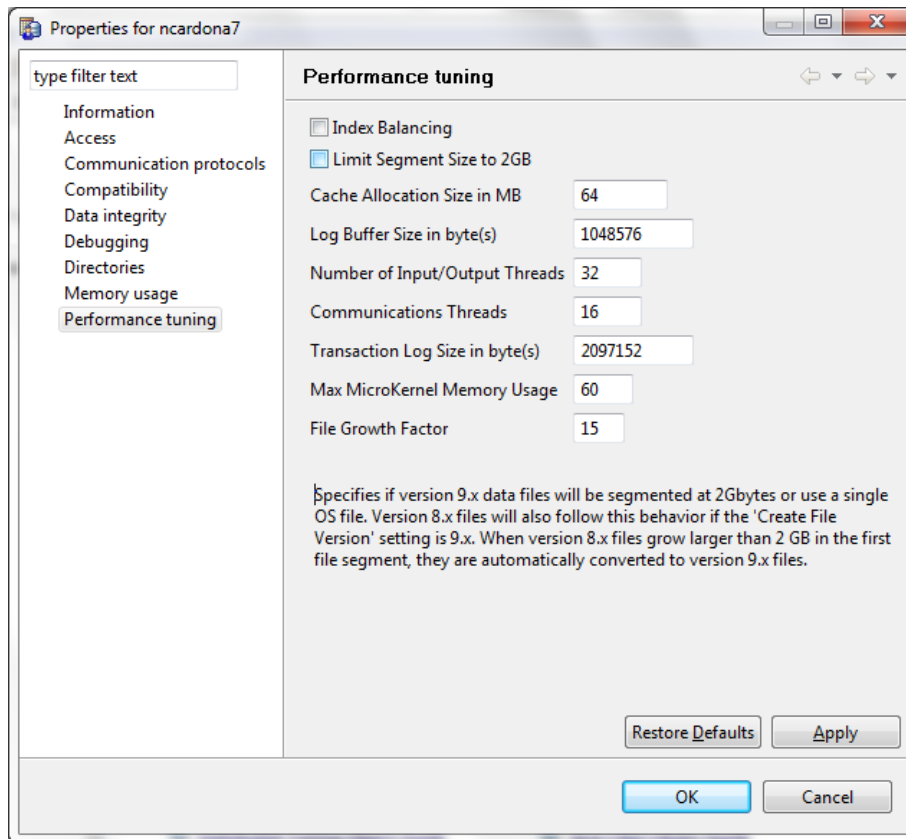 Properties for ncardona7
type filter text
Information
Access
Communication protocols
Compatibility
Data integrity
Debugging
Directories
Memory usage
Performance tuning
Performance tuning
Index Balancing
Limit Segment Size to 2GB
Cache Allocation Size in MB 64
Log Buffer Size in byte(s) 1048576
Number of Input/Output Threads 32
Communications Threads 16
Transaction Log Size in byte(s) 2097152
Max MicroKernel Memory Usage 60
File Growth Factor 15
Specifies if version 9.x data files will be segmented at 2Gbytes or use a single
OS file. Version 8.x files will also follow this behavior if the 'Create File
Version' setting is 9.x. When version 8.x files grow larger than 2 GB in the first
file segment, they are automatically converted to version 9.x files.
Restore Defaults Apply
OK Cancel